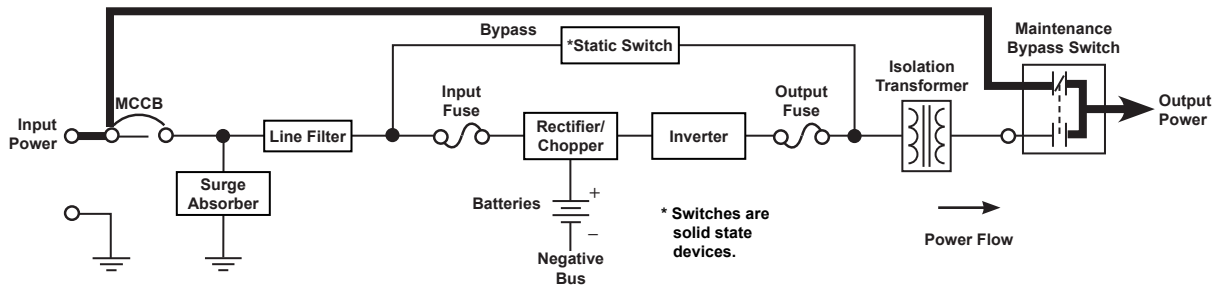 Bypass
*Static Switch
Maintenance
Bypass Switch
MCCB
Input
Fuse
Output
Fuse
Isolation
Transformer
Input
Power
Line Filter
Rectifier/
Chopper
Inverter
Output
Power
Surge
Absorber
Batteries
+
–
Negative
Bus
* Switches are
solid state
devices.
Power Flow